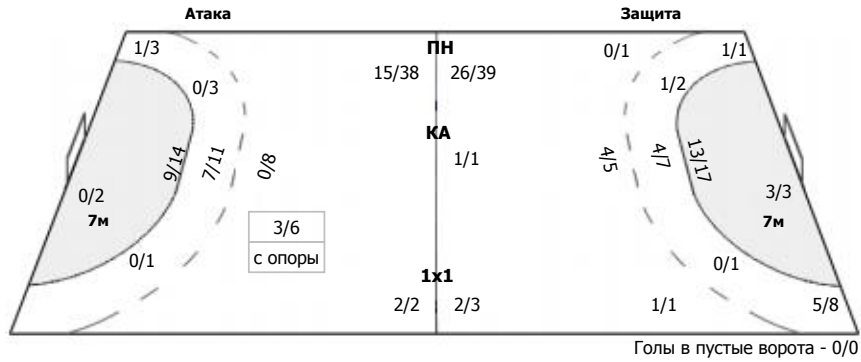 Атака
Защита
1/3
ПН
0/1
1/1
15/38
26/39
0/3
1/2
КА
1/1
9/14
7/11
0/8
4/5
4/7
13/17
0/2
7м
3/3
7м
3/6
с опоры
0/1
0/1
1x1
2/2
2/3
1/1
5/8
Голы в пустые ворота - 0/0